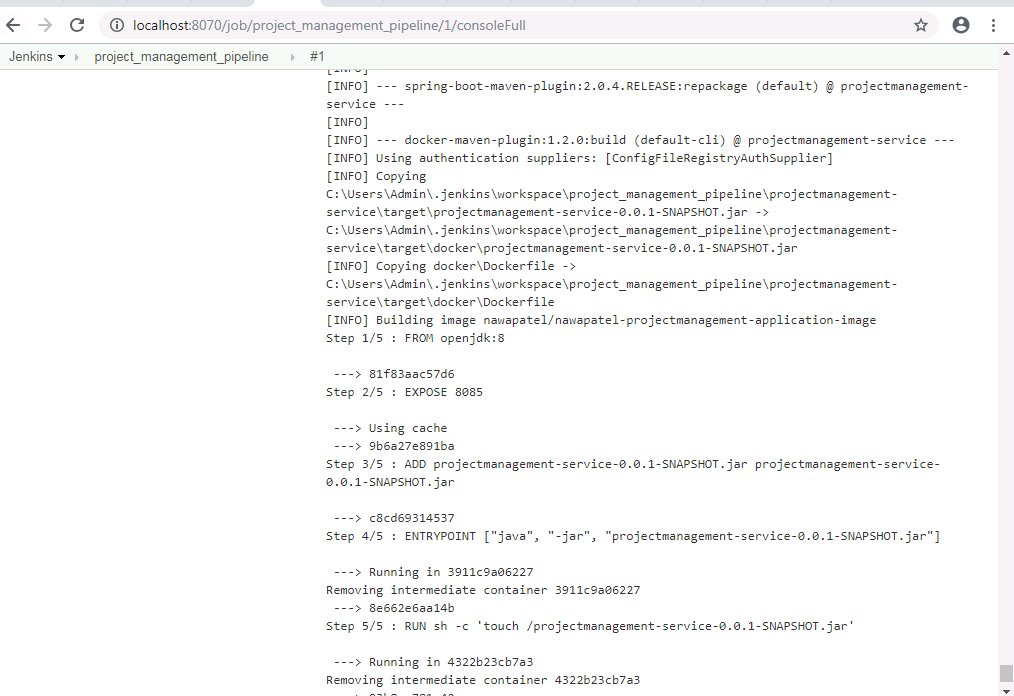 localhost:8070/job/project_management_pipeline/1/consoleFull
Jenkins project_management_pipeline #1
[INFO]
[INFO] --- spring-boot-maven-plugin:2.0.4.RELEASE:repackage (default) @ projectmanagement-
service ---
[INFO]
[INFO] --- docker-maven-plugin:1.2.0:build (default-cli) @ projectmanagement-service ---
[INFO] Using authentication suppliers: [ConfigFileRegistryAuthSupplier]
[INFO] Copying
C:\Users\Admin\.jenkins\workspace\project_management_pipeline\projectmanagement-
service\target\projectmanagement-service-0.0.1-SNAPSHOT.jar ->
C:\Users\Admin\.jenkins\workspace\project_management_pipeline\projectmanagement-
service\target\docker\projectmanagement-service-0.0.1-SNAPSHOT.jar
[INFO] Copying docker\Dockerfile ->
C:\Users\Admin\.jenkins\workspace\project_management_pipeline\projectmanagement-
service\target\docker\Dockerfile
[INFO] Building image nawapatel/nawapatel-projectmanagement-application-image
Step 1/5 : FROM openjdk:8
---> 81f83aac57d6
Step 2/5 : EXPOSE 8085
---> Using cache
---> 9b6a27e891ba
Step 3/5 : ADD projectmanagement-service-0.0.1-SNAPSHOT.jar projectmanagement-service-
0.0.1-SNAPSHOT.jar
---> c8cd69314537
Step 4/5 : ENTRYPOINT ["java", "-jar", "projectmanagement-service-0.0.1-SNAPSHOT.jar"]
---> Running in 3911c9a06227
Removing intermediate container 3911c9a06227
---> 8e662e6aa14b
Step 5/5 : RUN sh -c 'touch /projectmanagement-service-0.0.1-SNAPSHOT.jar'
---> Running in 4322b23cb7a3
Removing intermediate container 4322b23cb7a3